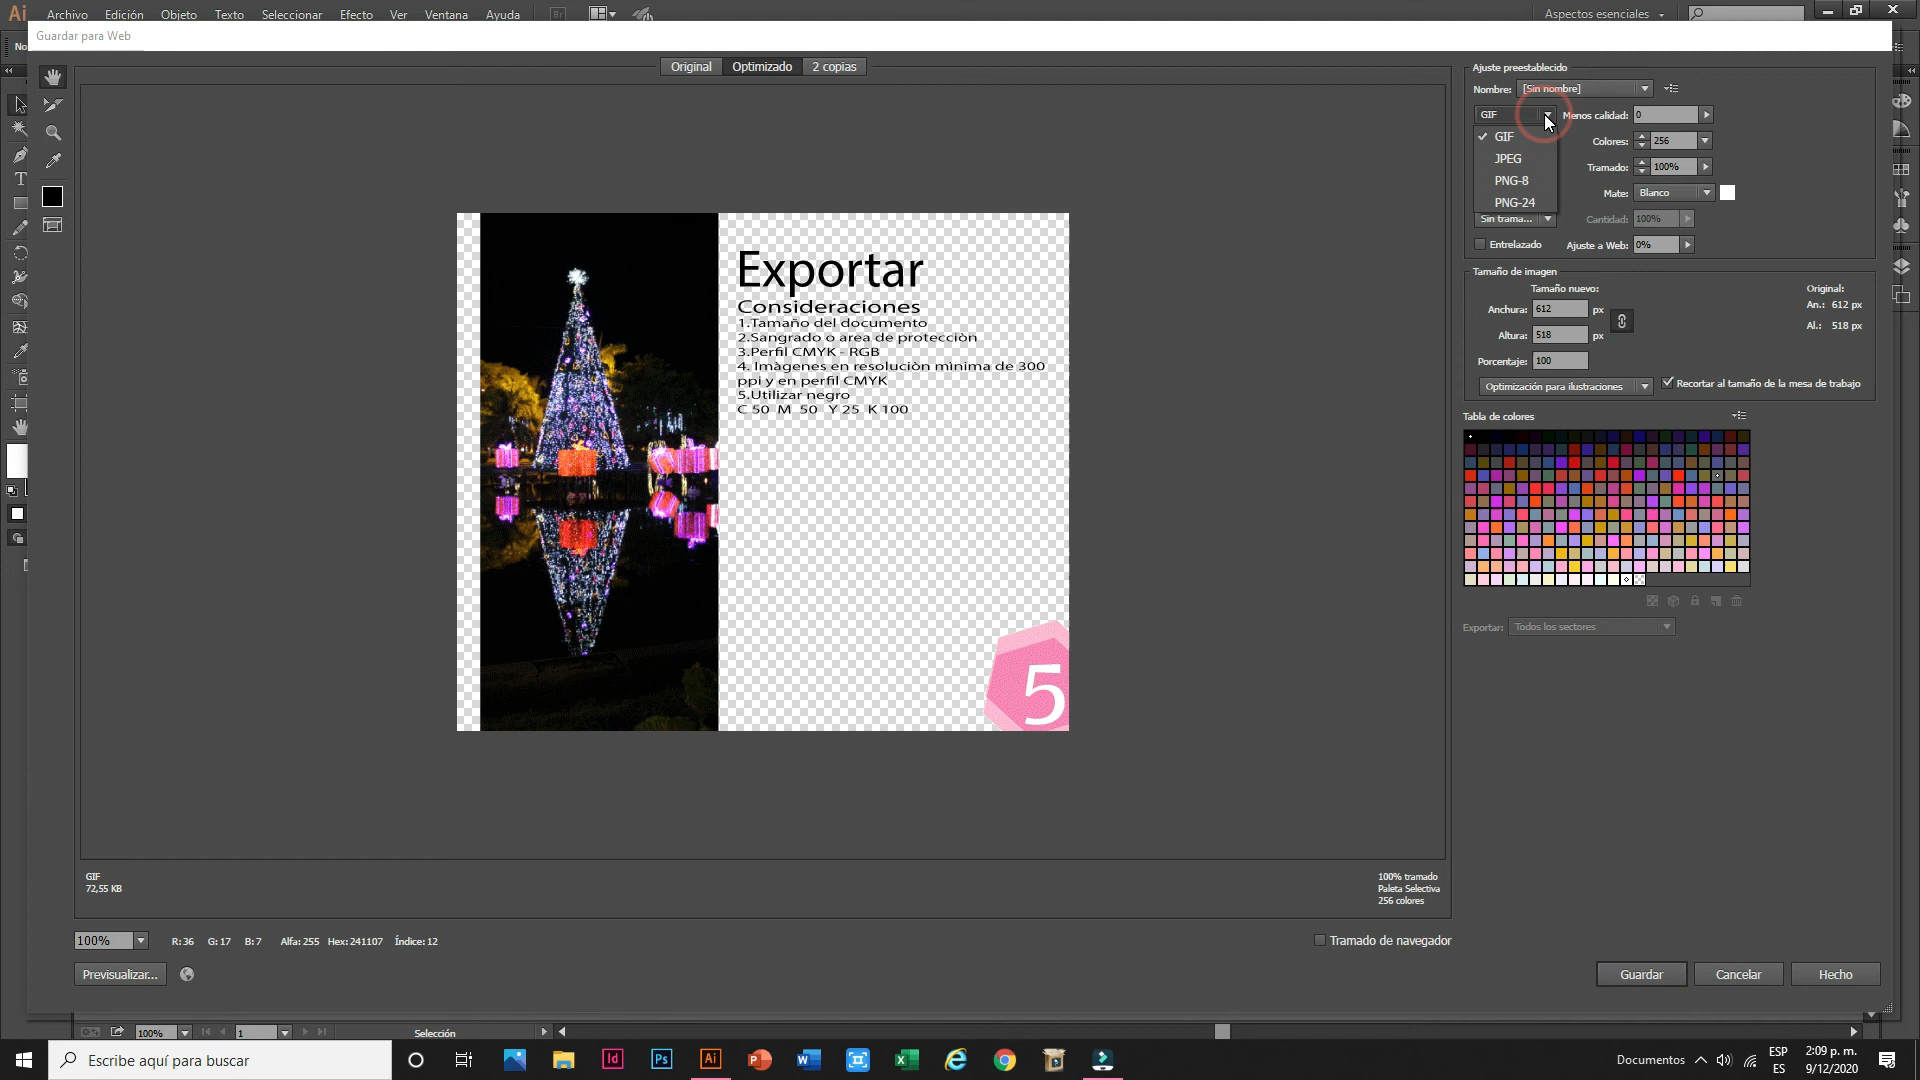 Ai Archivo Edición Objeto Texto Seleccionar Efecto Ver Ventana Ayuda Br Aspectos esenciales
Guardar para Web
No
Original Optimizado 2 copias
Ajuste preestablecido
Nombre: [Sin nombre]
GIF Menos calidad: 0
GIF Colores: 256
JPEG Tramado: 100%
PNG-8 Mate: Blanco
PNG-24
Sin trama... Cantidad: 100%
Entrelazado Ajuste a Web: 0%
Tamaño de imagen
Tamaño nuevo: Original:
Anchura: 612 px An.: 612 px
Altura: 518 px Al.: 518 px
Porcentaje: 100
Optimización para ilustraciones Recortar al tamaño de la mesa de trabajo
Tabla de colores
Exportar: Todos los sectores
Exportar
Consideraciones
1.Tamaño del documento
2.Sangrado o area de protecciòn
3.Perfil CMYK - RGB
4. Imàgenes en resoluciòn mìnima de 300
ppi y en perfil CMYK
5.Utilizar negro
C 50 M 50 Y 25 K 100
5
GIF
72,55 KB
100% tramado
Paleta Selectiva
256 colores
100% R: 36 G: 17 B: 7 Alfa: 255 Hex: 241107 Índice: 12 Tramado de navegador
Previsualizar... Guardar Cancelar Hecho
100% 1 Selección
Escribe aquí para buscar Id Ps Ai Documentos ESP 2:09 p. m.
ES 9/12/2020